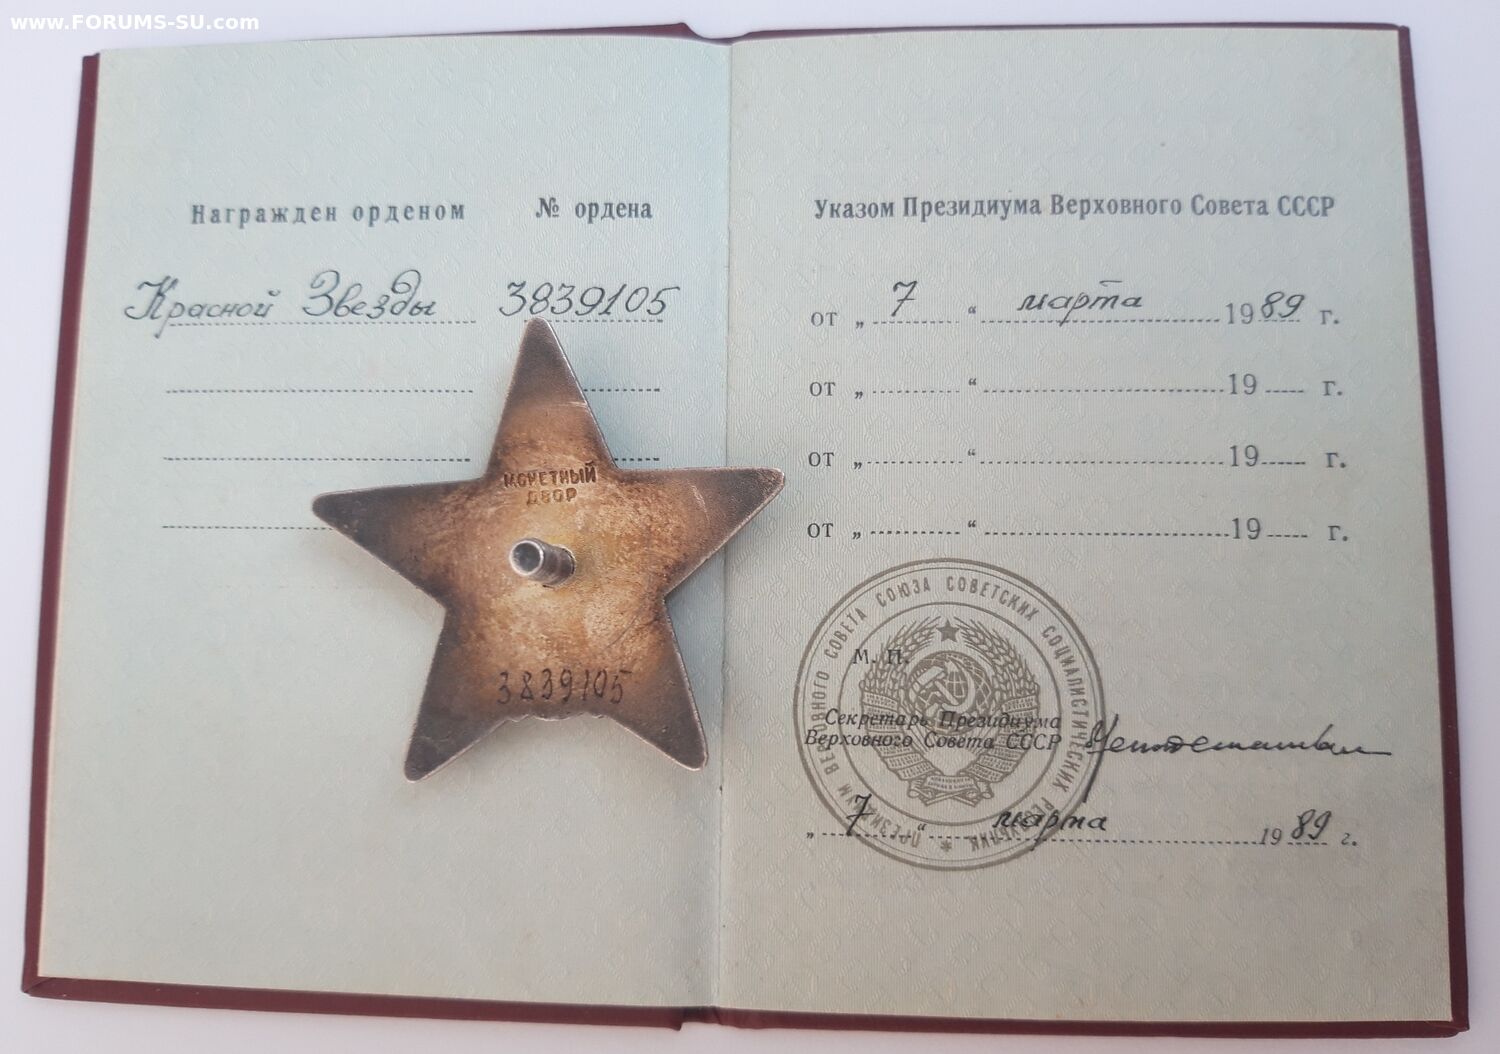 www.FORUMS-SU.com
Награжден орденом № ордена
Красной Звезды 3839105
МОНЕТНЫЙ
ДВОР
3839105
Указом Президиума Верховного Совета СССР
от „ 7 “ марта 1989 г.
от „ “ 19 г.
от „ “ 19 г.
от „ “ 19 г.
ПРЕЗИДИУМ ВЕРХОВНОГО СОВЕТА СОЮЗА СОВЕТСКИХ СОЦИАЛИСТИЧЕСКИХ РЕСПУБЛИК
М. П.
Секретарь Президиума
Верховного Совета СССР
„ 7 “ марта 1989 г.